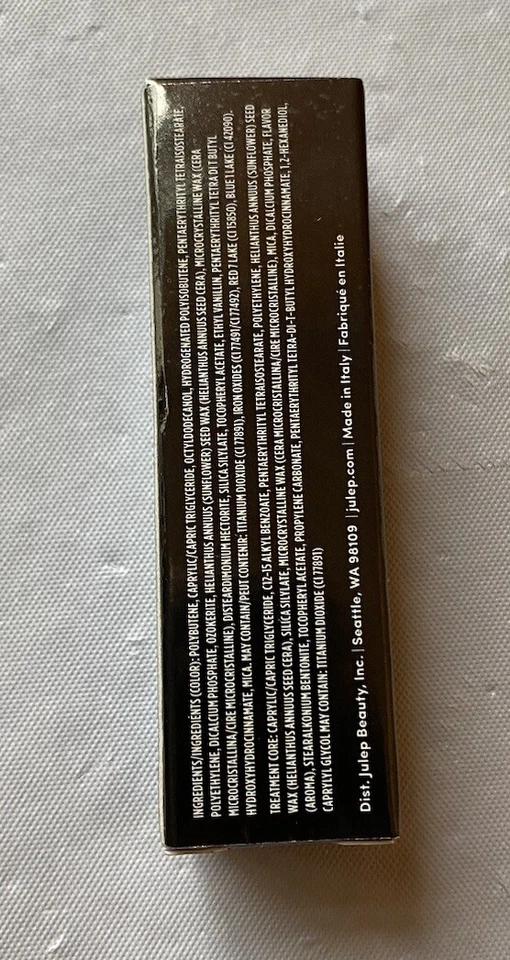 INGREDIENTS/INGRÉDIENTS (COLOR): POLYBUTENE, CAPRYLIC/CAPRIC TRIGLYCERIDE, OCTYLDODECANOL, HYDROGENATED POLYISOBUTENE, PENTAERYTHRITYL TETRAISOSTEARATE,
POLYETHYLENE, DICALCIUM PHOSPHATE, OZOKERITE, HELIANTHUS ANNUUS (SUNFLOWER) SEED WAX (HELIANTHUS ANNUUS SEED CERA), MICROCRYSTALLINE WAX (CERA
MICROCRISTALLINA/CIRE MICROCRISTALLINE), DISTEARDIMONIUM HECTORITE, SILICA SILYLATE, TOCOPHERYL ACETATE, ETHYL VANILLIN, PENTAERYTHRITYL TETRA DI T BUTYL
HYDROXYHYDROCINNAMATE, MICA. MAY CONTAIN/PEUT CONTENIR: TITANIUM DIOXIDE (CI 77891), IRON OXIDES (CI 77491/CI 77492), RED 7 LAKE (CI 15850), BLUE 1 LAKE (CI 42090).
TREATMENT CORE: CAPRYLIC/CAPRIC TRIGLYCERIDE, C12-15 ALKYL BENZOATE, PENTAERYTHRITYL TETRAISOSTEARATE, POLYETHYLENE, HELIANTHUS ANNUUS (SUNFLOWER) SEED
WAX (HELIANTHUS ANNUUS SEED CERA), SILICA SILYLATE, MICROCRYSTALLINE WAX (CERA MICROCRISTALLINA/CIRE MICROCRISTALLINE), MICA, DICALCIUM PHOSPHATE, FLAVOR
(AROMA), STEARALKONIUM BENTONITE, TOCOPHERYL ACETATE, PROPYLENE CARBONATE, PENTAERYTHRITYL TETRA-DI-T-BUTYL HYDROXYHYDROCINNAMATE, 1,2-HEXANEDIOL,
CAPRYLYL GLYCOL MAY CONTAIN: TITANIUM DIOXIDE (CI 77891)
Dist. Julep Beauty, Inc. | Seattle, WA 98109 | julep.com | Made in Italy | Fabriqué en Italie